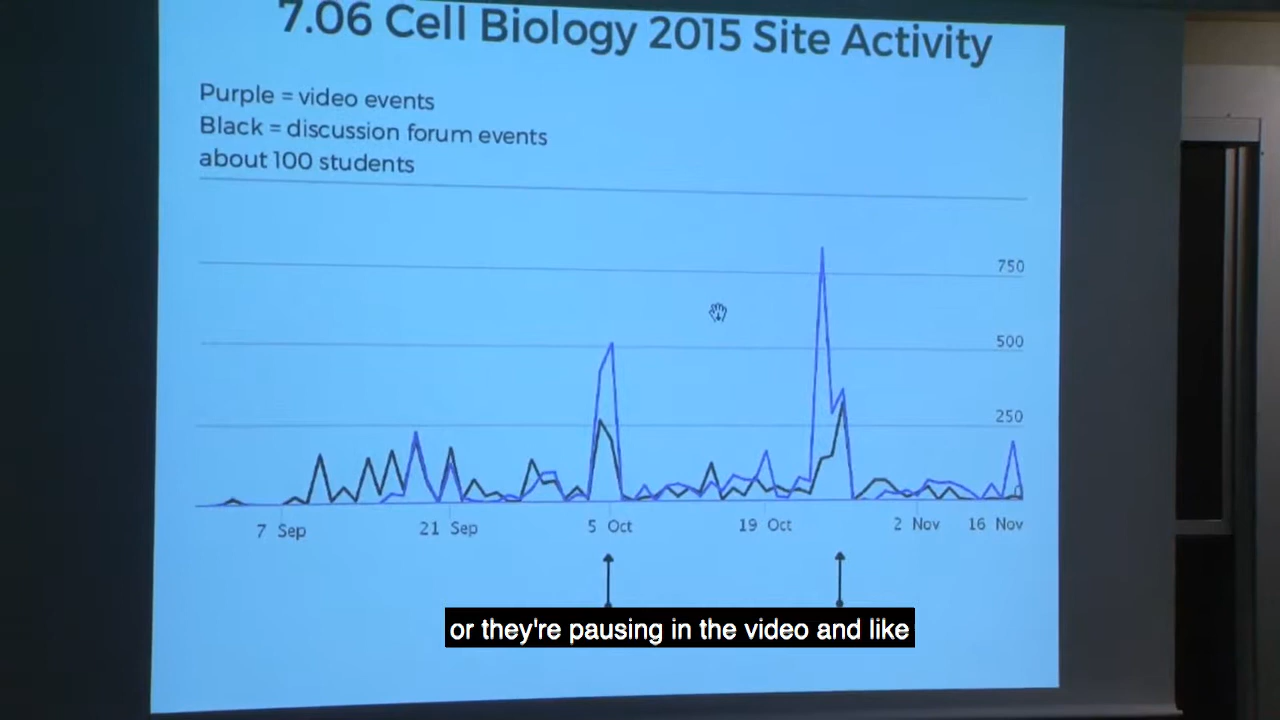 7.06 Cell Biology 2015 Site Activity
Purple = video events
Black = discussion forum events
about 100 students
750
500
250
7 Sep
21 Sep
5 Oct
19 Oct
2 Nov
16 Nov
or they're pausing in the video and like